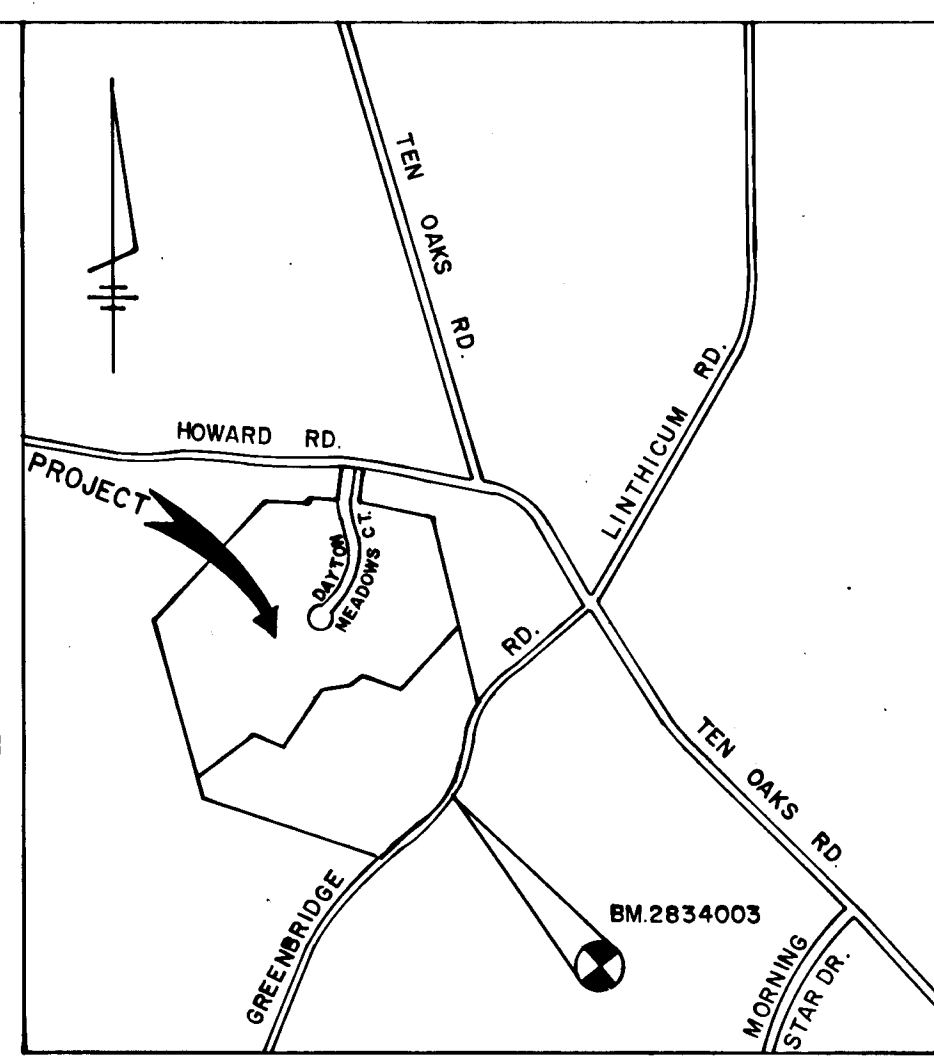 TEN OAKS RD.
LINTHICUM RD.
HOWARD RD.
PROJECT
DAYTON
MEADOWS CT.
GREENBRIDGE RD.
TEN OAKS RD.
BM.2834003
MORNING
STAR DR.